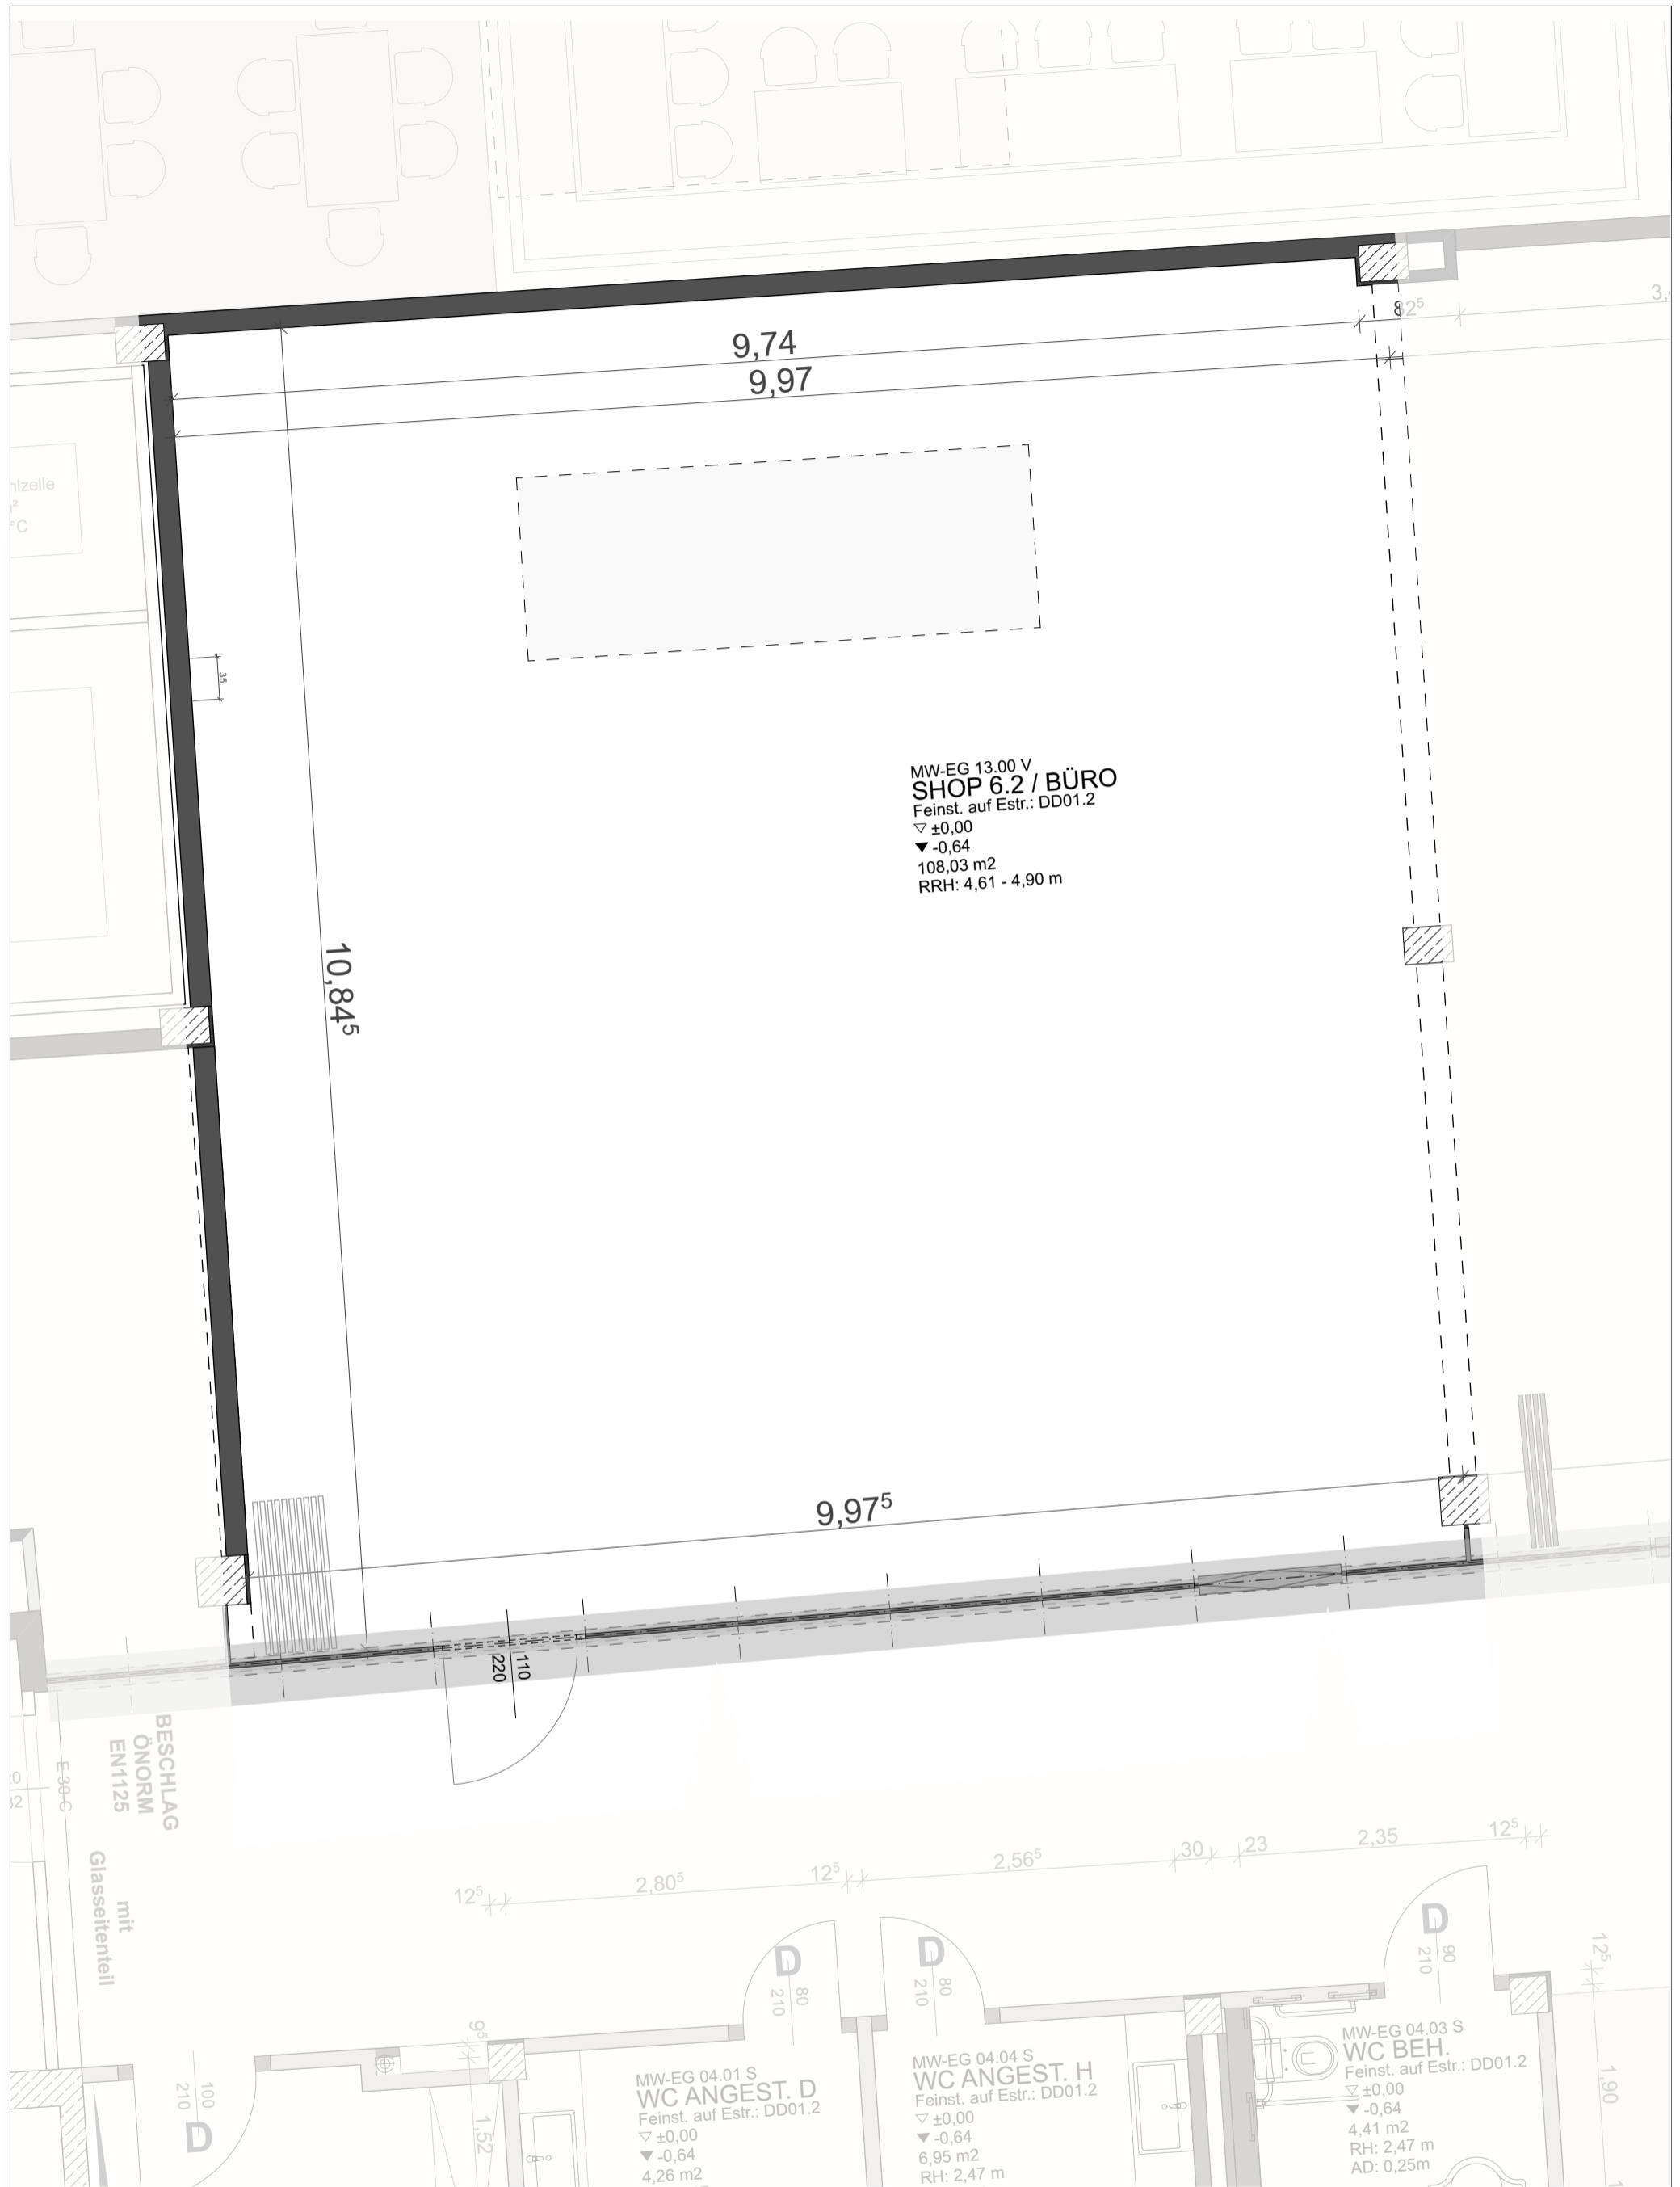 8
32⁵
9,74
9,97
hlzelle
°C
35
MW-EG 13.00 V
SHOP 6.2 / BÜRO
Feinst. auf Estr.: DD01.2
▽ ±0,00
▼ -0,64
108,03 m2
RRH: 4,61 - 4,90 m
10,84⁵
9,97⁵
110
220
BESCHLAG
ÖNORM
EN1125
E 30-C
mit
Glasseitenteil
12⁵
2,80⁵
12⁵
2,56⁵
30
23
2,35
12⁵
D
80
210
D
80
210
D
90
210
12⁵
9⁵
100
210
D
1,52
1,90
MW-EG 04.01 S
WC ANGEST. D
Feinst. auf Estr.: DD01.2
▽ ±0,00
▼ -0,64
4,26 m2
MW-EG 04.04 S
WC ANGEST. H
Feinst. auf Estr.: DD01.2
▽ ±0,00
▼ -0,64
6,95 m2
RH: 2,47 m
MW-EG 04.03 S
WC BEH.
Feinst. auf Estr.: DD01.2
▽ ±0,00
▼ -0,64
4,41 m2
RH: 2,47 m
AD: 0,25m